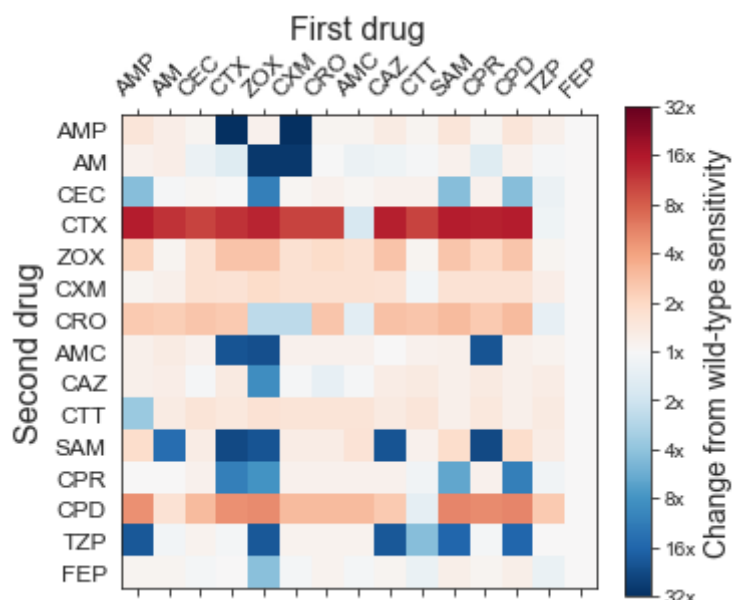 First drug
AMP AM CEC CTX ZOX CXM CRO AMC CAZ CTT SAM CPR CPD TZP FEP
Second drug
AMP
AM
CEC
CTX
ZOX
CXM
CRO
AMC
CAZ
CTT
SAM
CPR
CPD
TZP
FEP
32x
16x
8x
4x
2x
1x
2x
4x
8x
16x
32x
Change from wild-type sensitivity